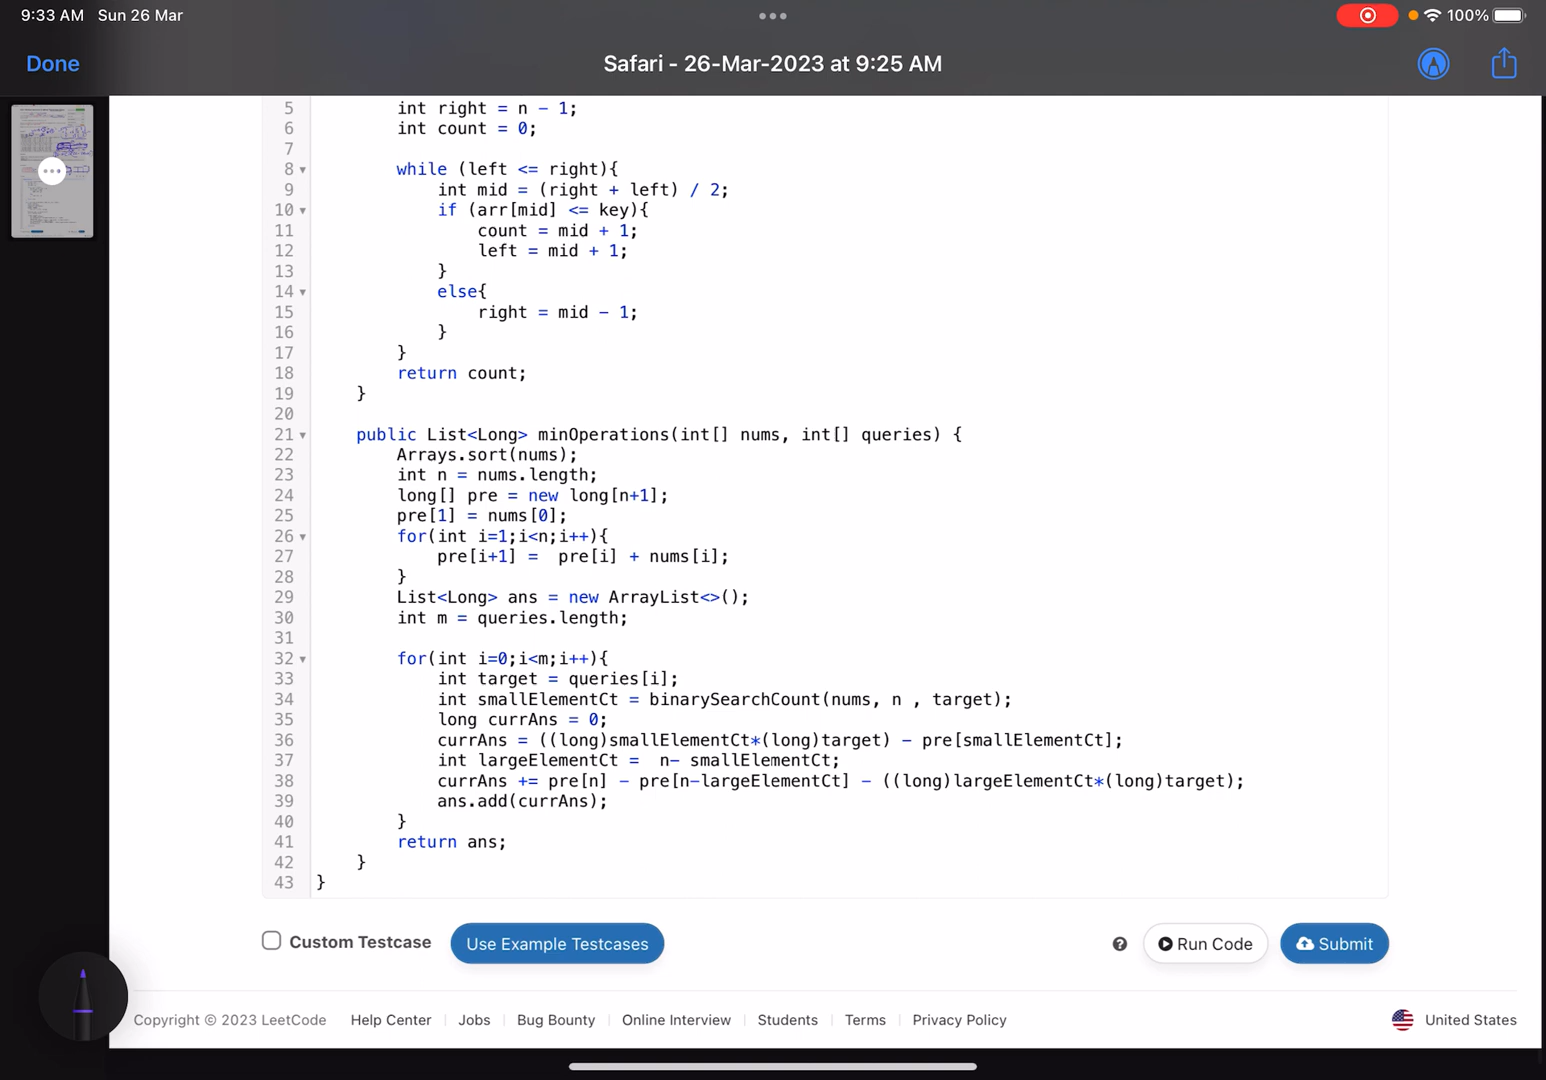 9:33 AM Sun 26 Mar
100%
Done
Safari - 26-Mar-2023 at 9:25 AM
5 int right = n - 1;
6 int count = 0;
7
8 while (left <= right){
9 int mid = (right + left) / 2;
10 if (arr[mid] <= key){
11 count = mid + 1;
12 left = mid + 1;
13 }
14 else{
15 right = mid - 1;
16 }
17 }
18 return count;
19 }
20
21 public List<Long> minOperations(int[] nums, int[] queries) {
22 Arrays.sort(nums);
23 int n = nums.length;
24 long[] pre = new long[n+1];
25 pre[1] = nums[0];
26 for(int i=1;i<n;i++){
27 pre[i+1] =  pre[i] + nums[i];
28 }
29 List<Long> ans = new ArrayList<>();
30 int m = queries.length;
31
32 for(int i=0;i<m;i++){
33 int target = queries[i];
34 int smallElementCt = binarySearchCount(nums, n , target);
35 long currAns = 0;
36 currAns = ((long)smallElementCt*(long)target) - pre[smallElementCt];
37 int largeElementCt =  n- smallElementCt;
38 currAns += pre[n] - pre[n-largeElementCt] - ((long)largeElementCt*(long)target);
39 ans.add(currAns);
40 }
41 return ans;
42 }
43 }
Custom Testcase
Use Example Testcases
?
Run Code
Submit
Copyright © 2023 LeetCode
Help Center
Jobs
Bug Bounty
Online Interview
Students
Terms
Privacy Policy
United States